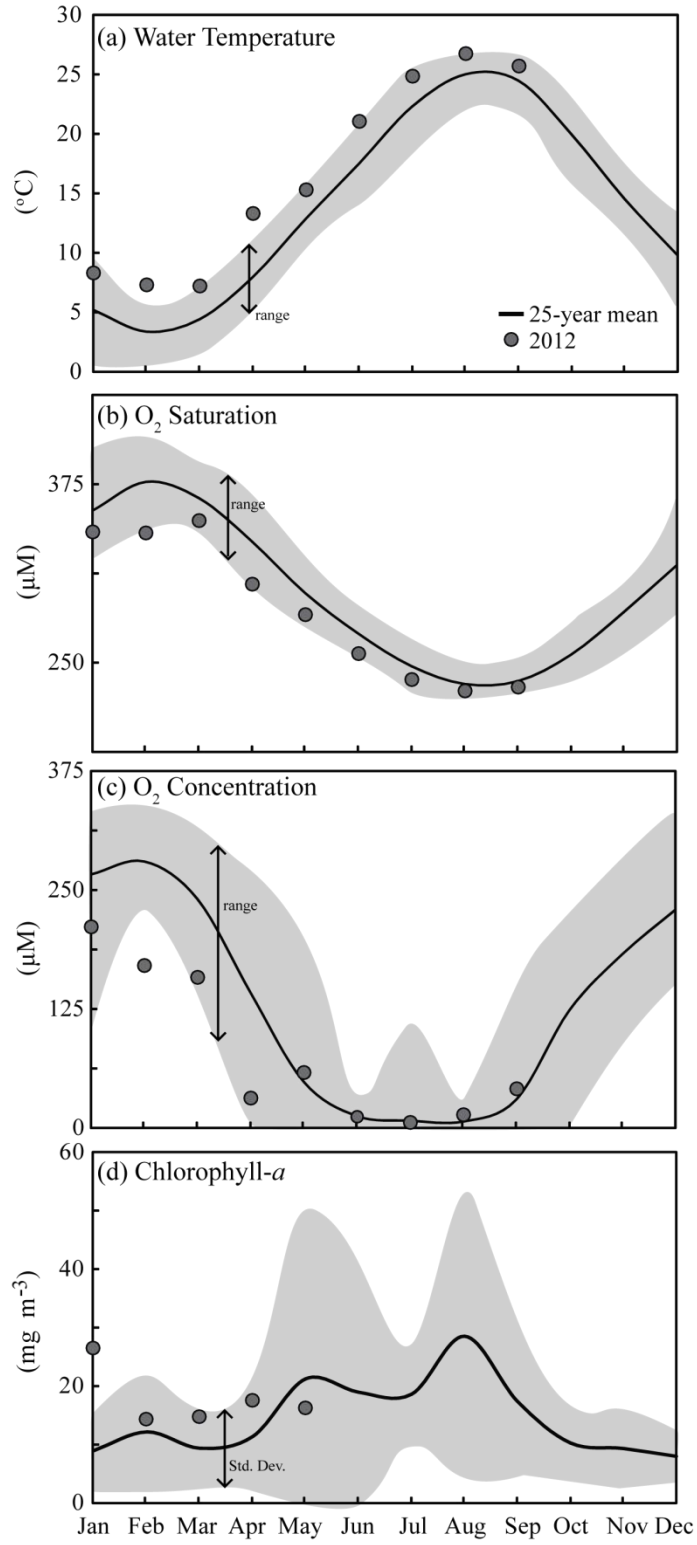 (a) Water Temperature
30
25
20
15
10
5
0
(°C)
range
25-year mean
2012
(b) O₂ Saturation
375
250
(μM)
range
(c) O₂ Concentration
375
250
125
0
(μM)
range
(d) Chlorophyll-a
60
40
20
0
(mg m⁻³)
Std. Dev.
Jan Feb Mar Apr May Jun Jul Aug Sep Oct Nov Dec